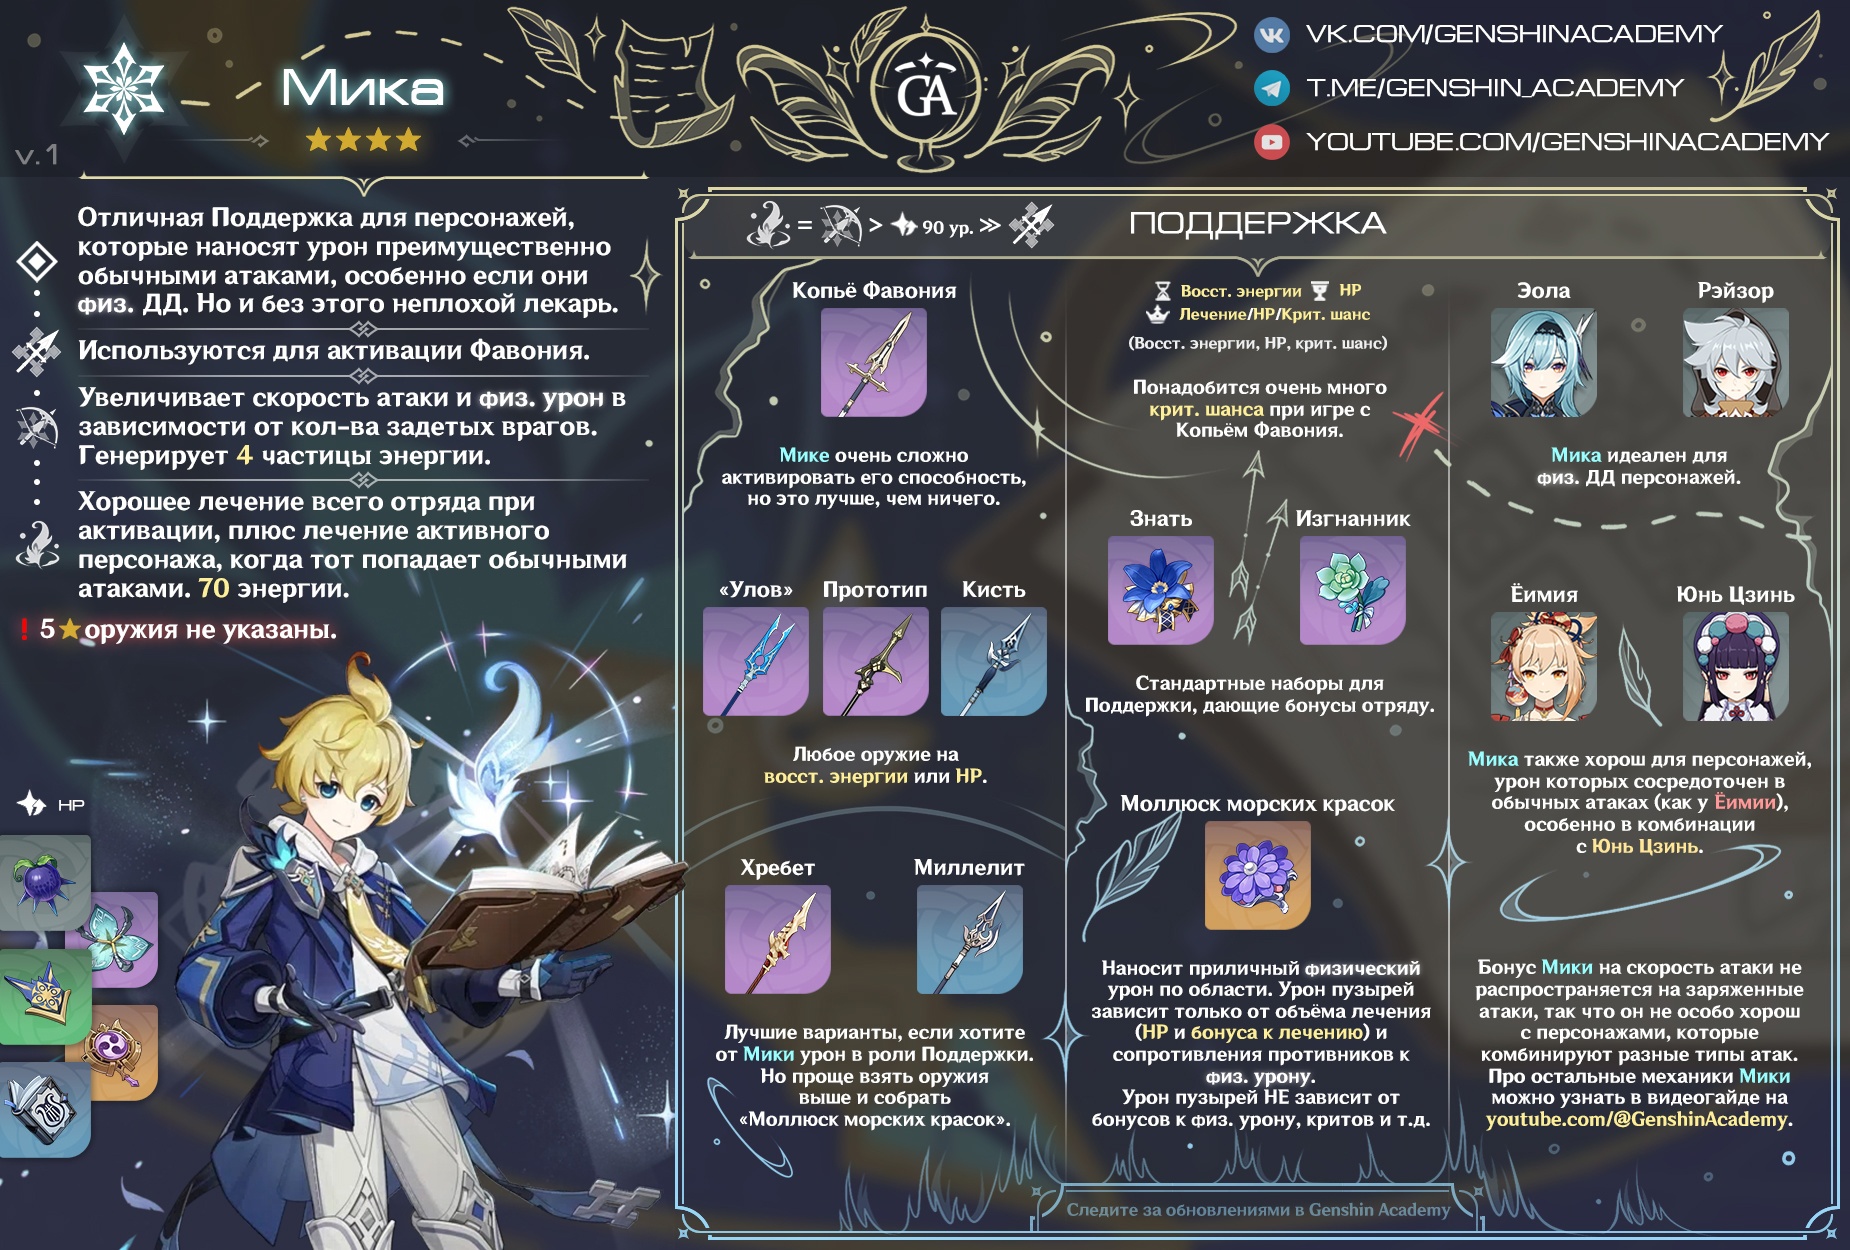 Мика
v.1
GA
VK.COM/GENSHINACADEMY
T.ME/GENSHIN_ACADEMY
YOUTUBE.COM/GENSHINACADEMY
Отличная Поддержка для персонажей,
которые наносят урон преимущественно
обычными атаками, особенно если они
физ. ДД. Но и без этого неплохой лекарь.
Используются для активации Фавония.
Увеличивает скорость атаки и физ. урон в
зависимости от кол-ва задетых врагов.
Генерирует 4 частицы энергии.
Хорошее лечение всего отряда при
активации, плюс лечение активного
персонажа, когда тот попадает обычными
атаками. 70 энергии.
! 5★ оружия не указаны.
HP
= > 90 ур. >>
ПОДДЕРЖКА
Копьё Фавония
Мике очень сложно
активировать его способность,
но это лучше, чем ничего.
«Улов» Прототип Кисть
Любое оружие на
восст. энергии или HP.
Хребет Миллелит
Лучшие варианты, если хотите
от Мики урон в роли Поддержки.
Но проще взять оружия
выше и собрать
«Моллюск морских красок».
Восст. энергии HP
Лечение/HP/Крит. шанс
(Восст. энергии, HP, крит. шанс)
Понадобится очень много
крит. шанса при игре с
Копьём Фавония.
Знать Изгнанник
Стандартные наборы для
Поддержки, дающие бонусы отряду.
Моллюск морских красок
Наносит приличный физический
урон по области. Урон пузырей
зависит только от объёма лечения
(HP и бонуса к лечению) и
сопротивления противников к
физ. урону.
Урон пузырей НЕ зависит от
бонусов к физ. урону, критов и т.д.
Эола Рэйзор
Мика идеален для
физ. ДД персонажей.
Ёимия Юнь Цзинь
Мика также хорош для персонажей,
урон которых сосредоточен в
обычных атаках (как у Ёимии),
особенно в комбинации
с Юнь Цзинь.
Бонус Мики на скорость атаки не
распространяется на заряженные
атаки, так что он не особо хорош
с персонажами, которые
комбинируют разные типы атак.
Про остальные механики Мики
можно узнать в видеогайде на
youtube.com/@GenshinAcademy.
Следите за обновлениями в Genshin Academy